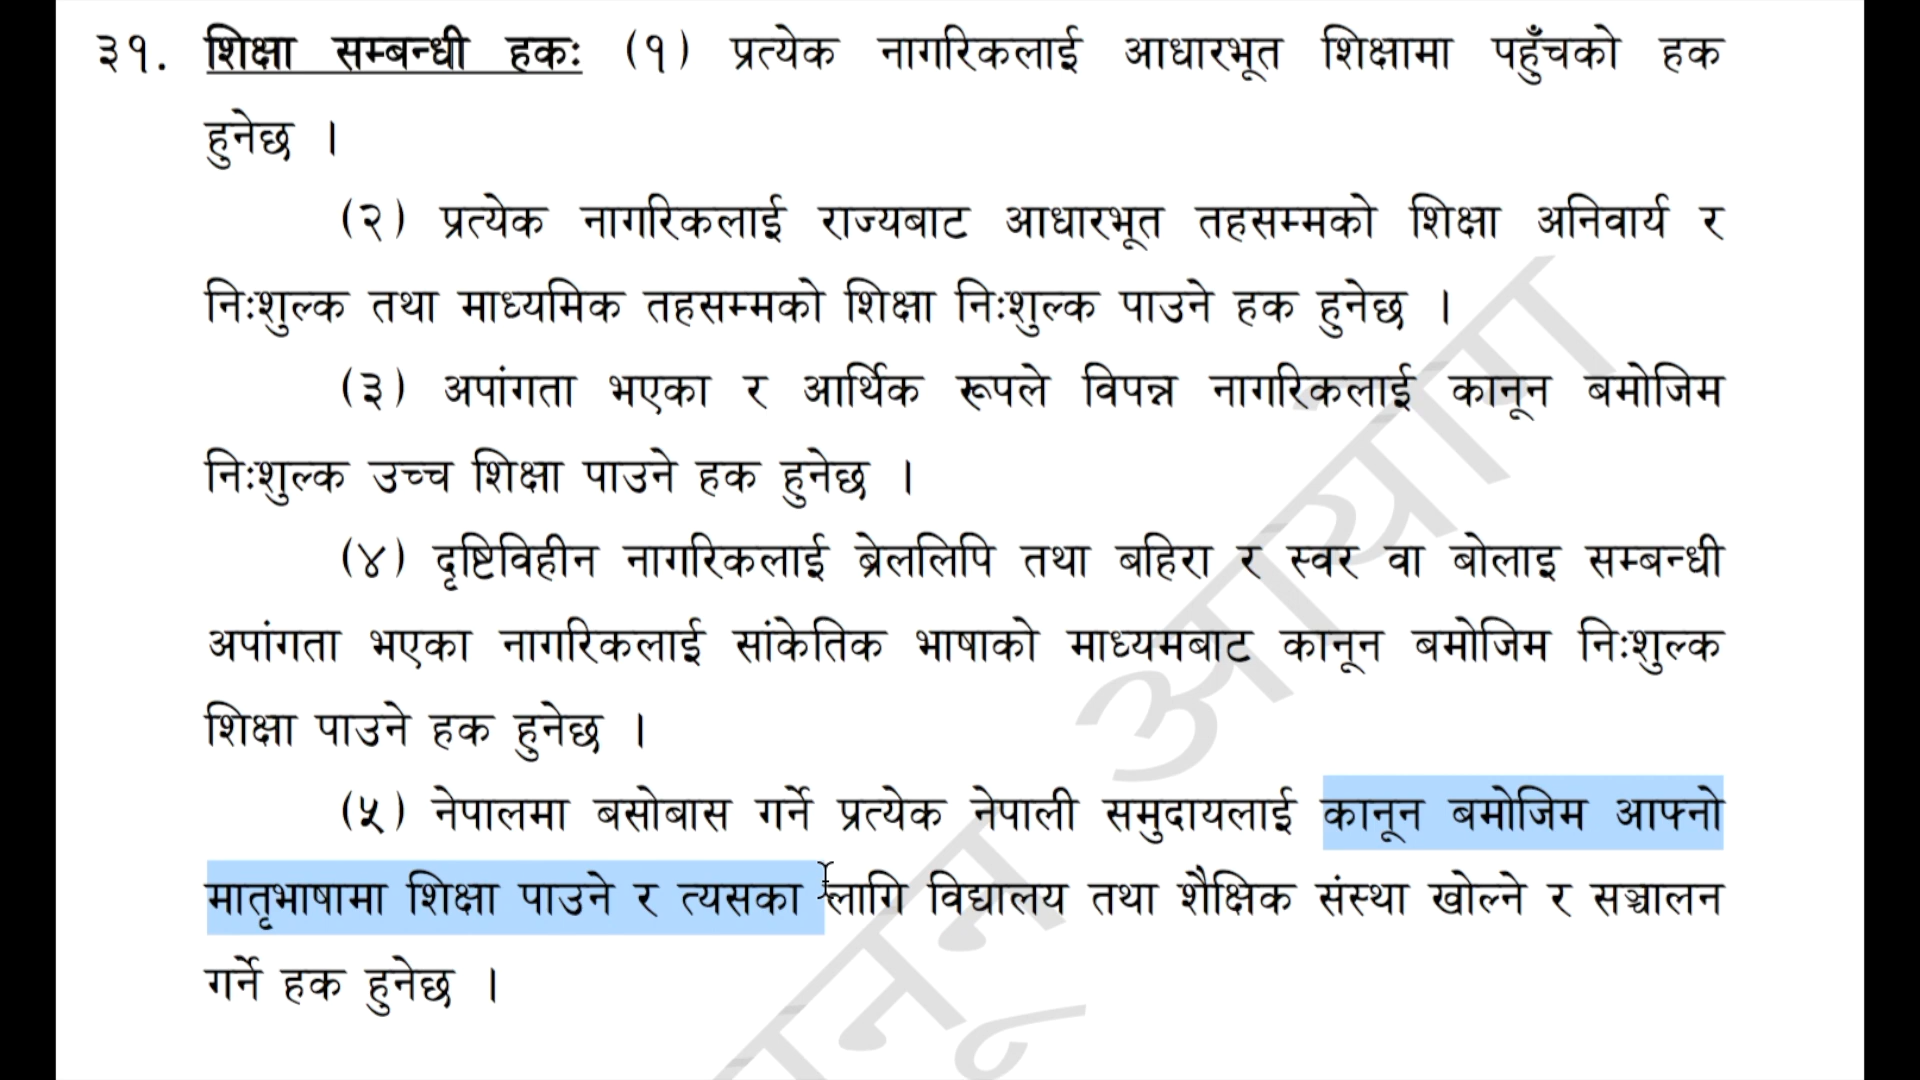 ३१. शिक्षा सम्बन्धी हकः (१) प्रत्येक नागरिकलाई आधारभूत शिक्षामा पहुँचको हक
हुनेछ ।
(२) प्रत्येक नागरिकलाई राज्यबाट आधारभूत तहसम्मको शिक्षा अनिवार्य र
निःशुल्क तथा माध्यमिक तहसम्मको शिक्षा निःशुल्क पाउने हक हुनेछ ।
(३) अपांगता भएका र आर्थिक रूपले विपन्न नागरिकलाई कानून बमोजिम
निःशुल्क उच्च शिक्षा पाउने हक हुनेछ ।
(४) दृष्टिविहीन नागरिकलाई ब्रेललिपि तथा बहिरा र स्वर वा बोलाइ सम्बन्धी
अपांगता भएका नागरिकलाई सांकेतिक भाषाको माध्यमबाट कानून बमोजिम निःशुल्क
शिक्षा पाउने हक हुनेछ ।
(५) नेपालमा बसोबास गर्ने प्रत्येक नेपाली समुदायलाई कानून बमोजिम आफ्नो
मातृभाषामा शिक्षा पाउने र त्यसका लागि विद्यालय तथा शैक्षिक संस्था खोल्ने र सञ्चालन
गर्ने हक हुनेछ ।
आयोग